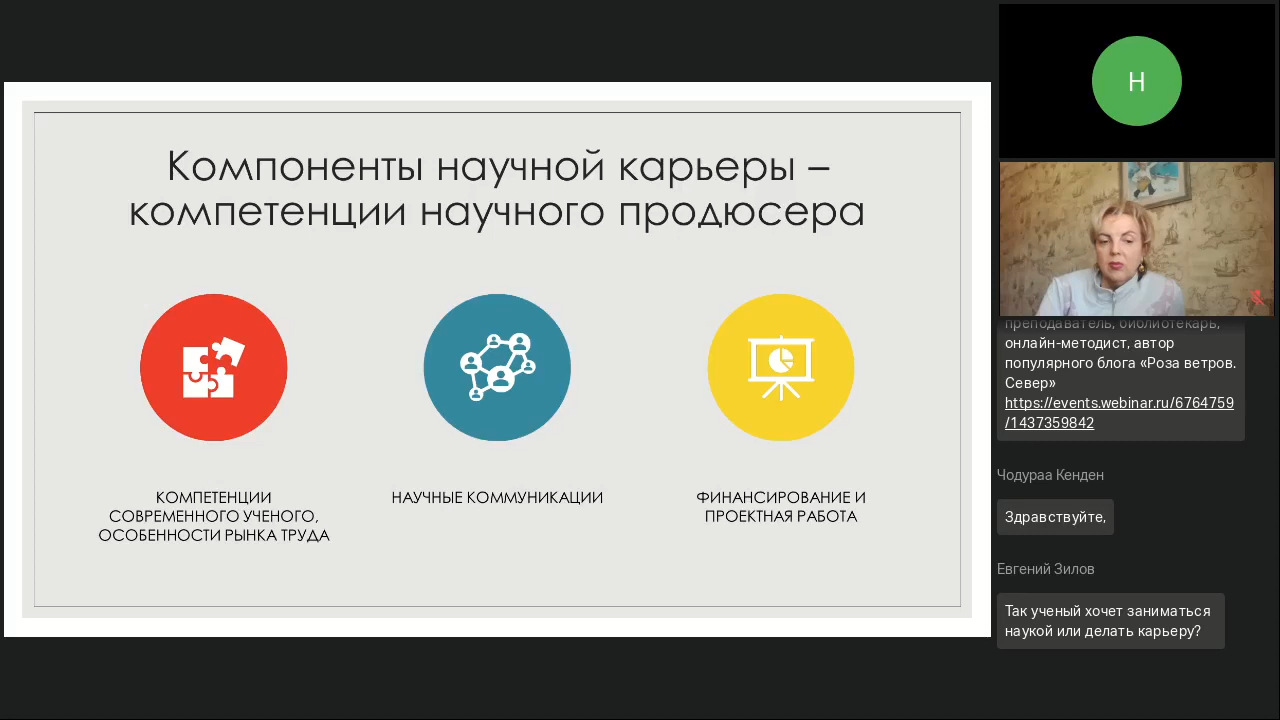 Компоненты научной карьеры –
компетенции научного продюсера
КОМПЕТЕНЦИИ
СОВРЕМЕННОГО УЧЕНОГО,
ОСОБЕННОСТИ РЫНКА ТРУДА
НАУЧНЫЕ КОММУНИКАЦИИ
ФИНАНСИРОВАНИЕ И
ПРОЕКТНАЯ РАБОТА
Н
преподаватель, библиотекарь,
онлайн-методист, автор
популярного блога «Роза ветров.
Север»
https://events.webinar.ru/6764759
/1437359842
Чодураа Кенден
Здравствуйте,
Евгений Зилов
Так ученый хочет заниматься
наукой или делать карьеру?